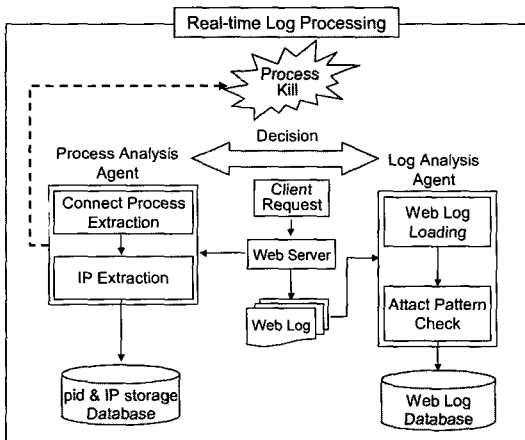 Real-time Log Processing
Process
Kill
Decision
Process Analysis
Agent
Log Analysis
Agent
Connect Process
Extraction
IP Extraction
pid & IP storage
Database
Client
Request
Web Server
Web Log
Web Log
Loading
Attact Pattern
Check
Web Log
Database